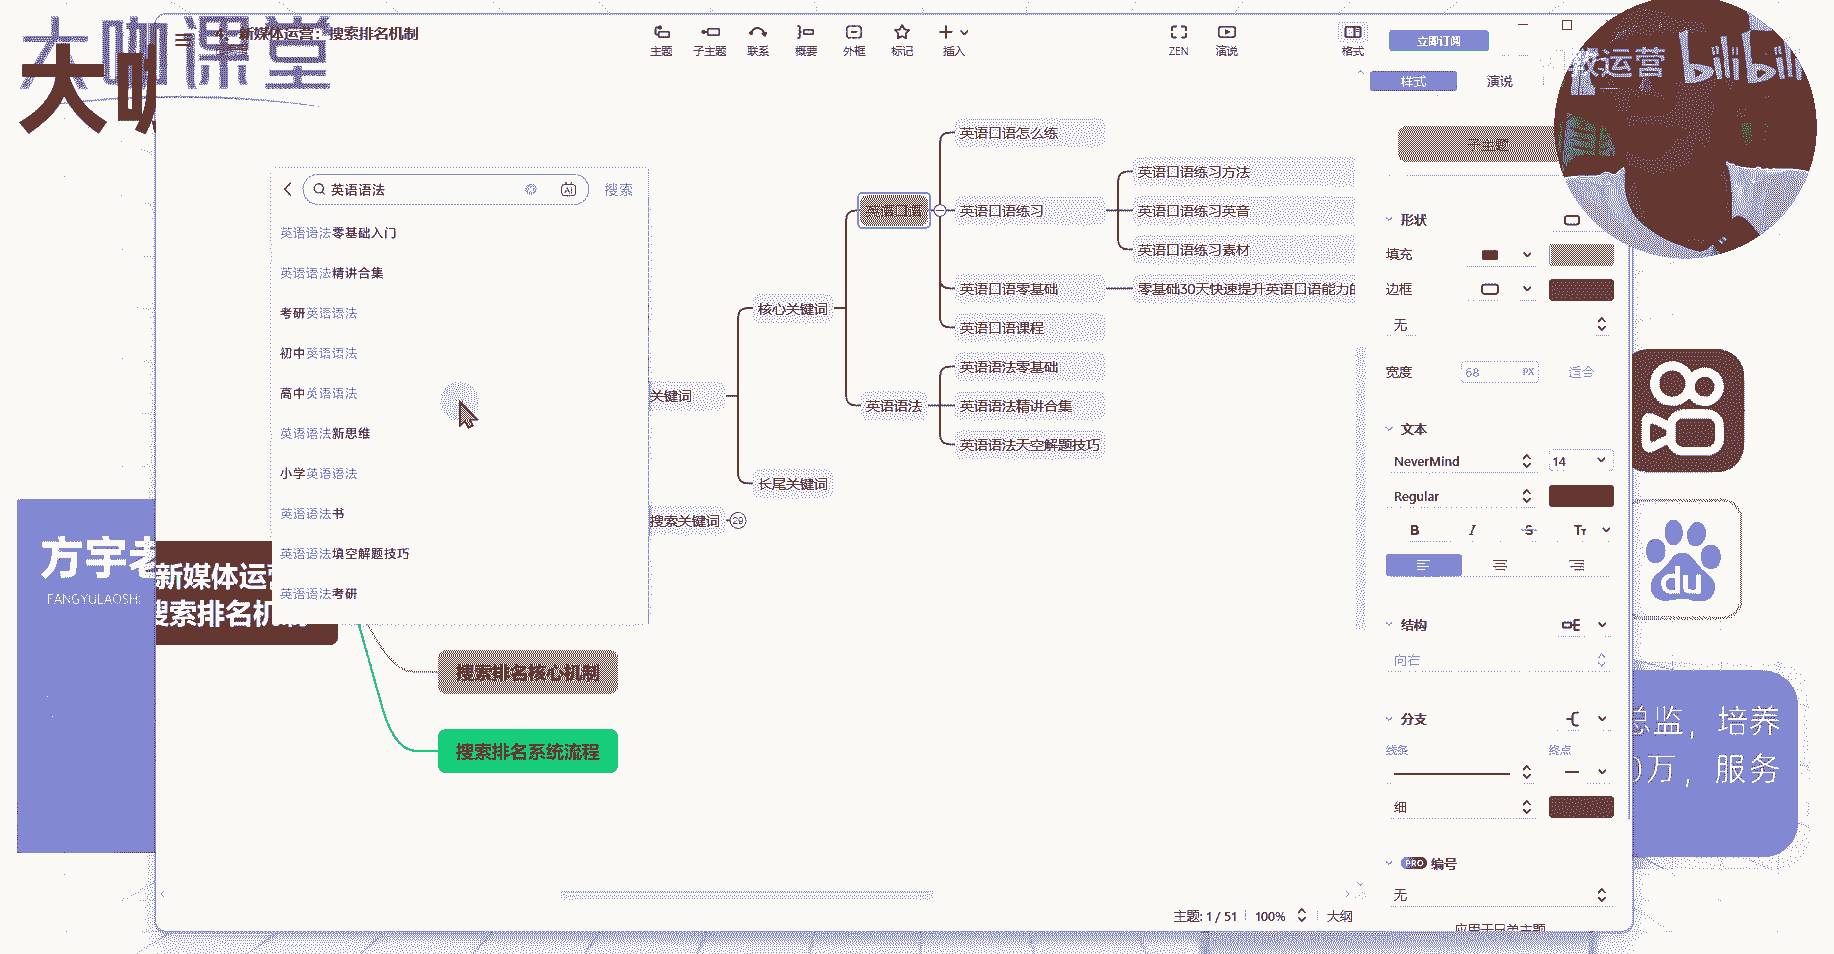 大咖课堂
大咖
4、新媒体运营：搜索排名机制
主题
子主题
联系
概要
外框
标记
插入
ZEN
演说
格式
立即订阅
样式
演说
运营
bilibili
英语语法
搜索
英语语法零基础入门
英语语法精讲合集
考研英语语法
初中英语语法
高中英语语法
英语语法新思维
小学英语语法
英语语法书
英语语法填空解题技巧
英语语法考研
关键词
搜索关键词
29
核心关键词
长尾关键词
英语口语
英语语法
英语口语怎么练
英语口语练习
英语口语零基础
英语口语课程
英语语法零基础
英语语法精讲合集
英语语法天空解题技巧
英语口语练习方法
英语口语练习英音
英语口语练习素材
零基础30天快速提升英语口语能力的
新媒体运营
搜索排名机制
搜索排名核心机制
搜索排名系统流程
方宇老
FANGYULAOSHI
子主题
形状
填充
边框
无
宽度
68
PX
适合
文本
NeverMind
14
Regular
B
I
S
TT
结构
向右
分支
线条
终点
细
PRO 编号
无
应用于只单主题
主题: 1 / 51
100%
大纲
du
总监，培养
0万，服务